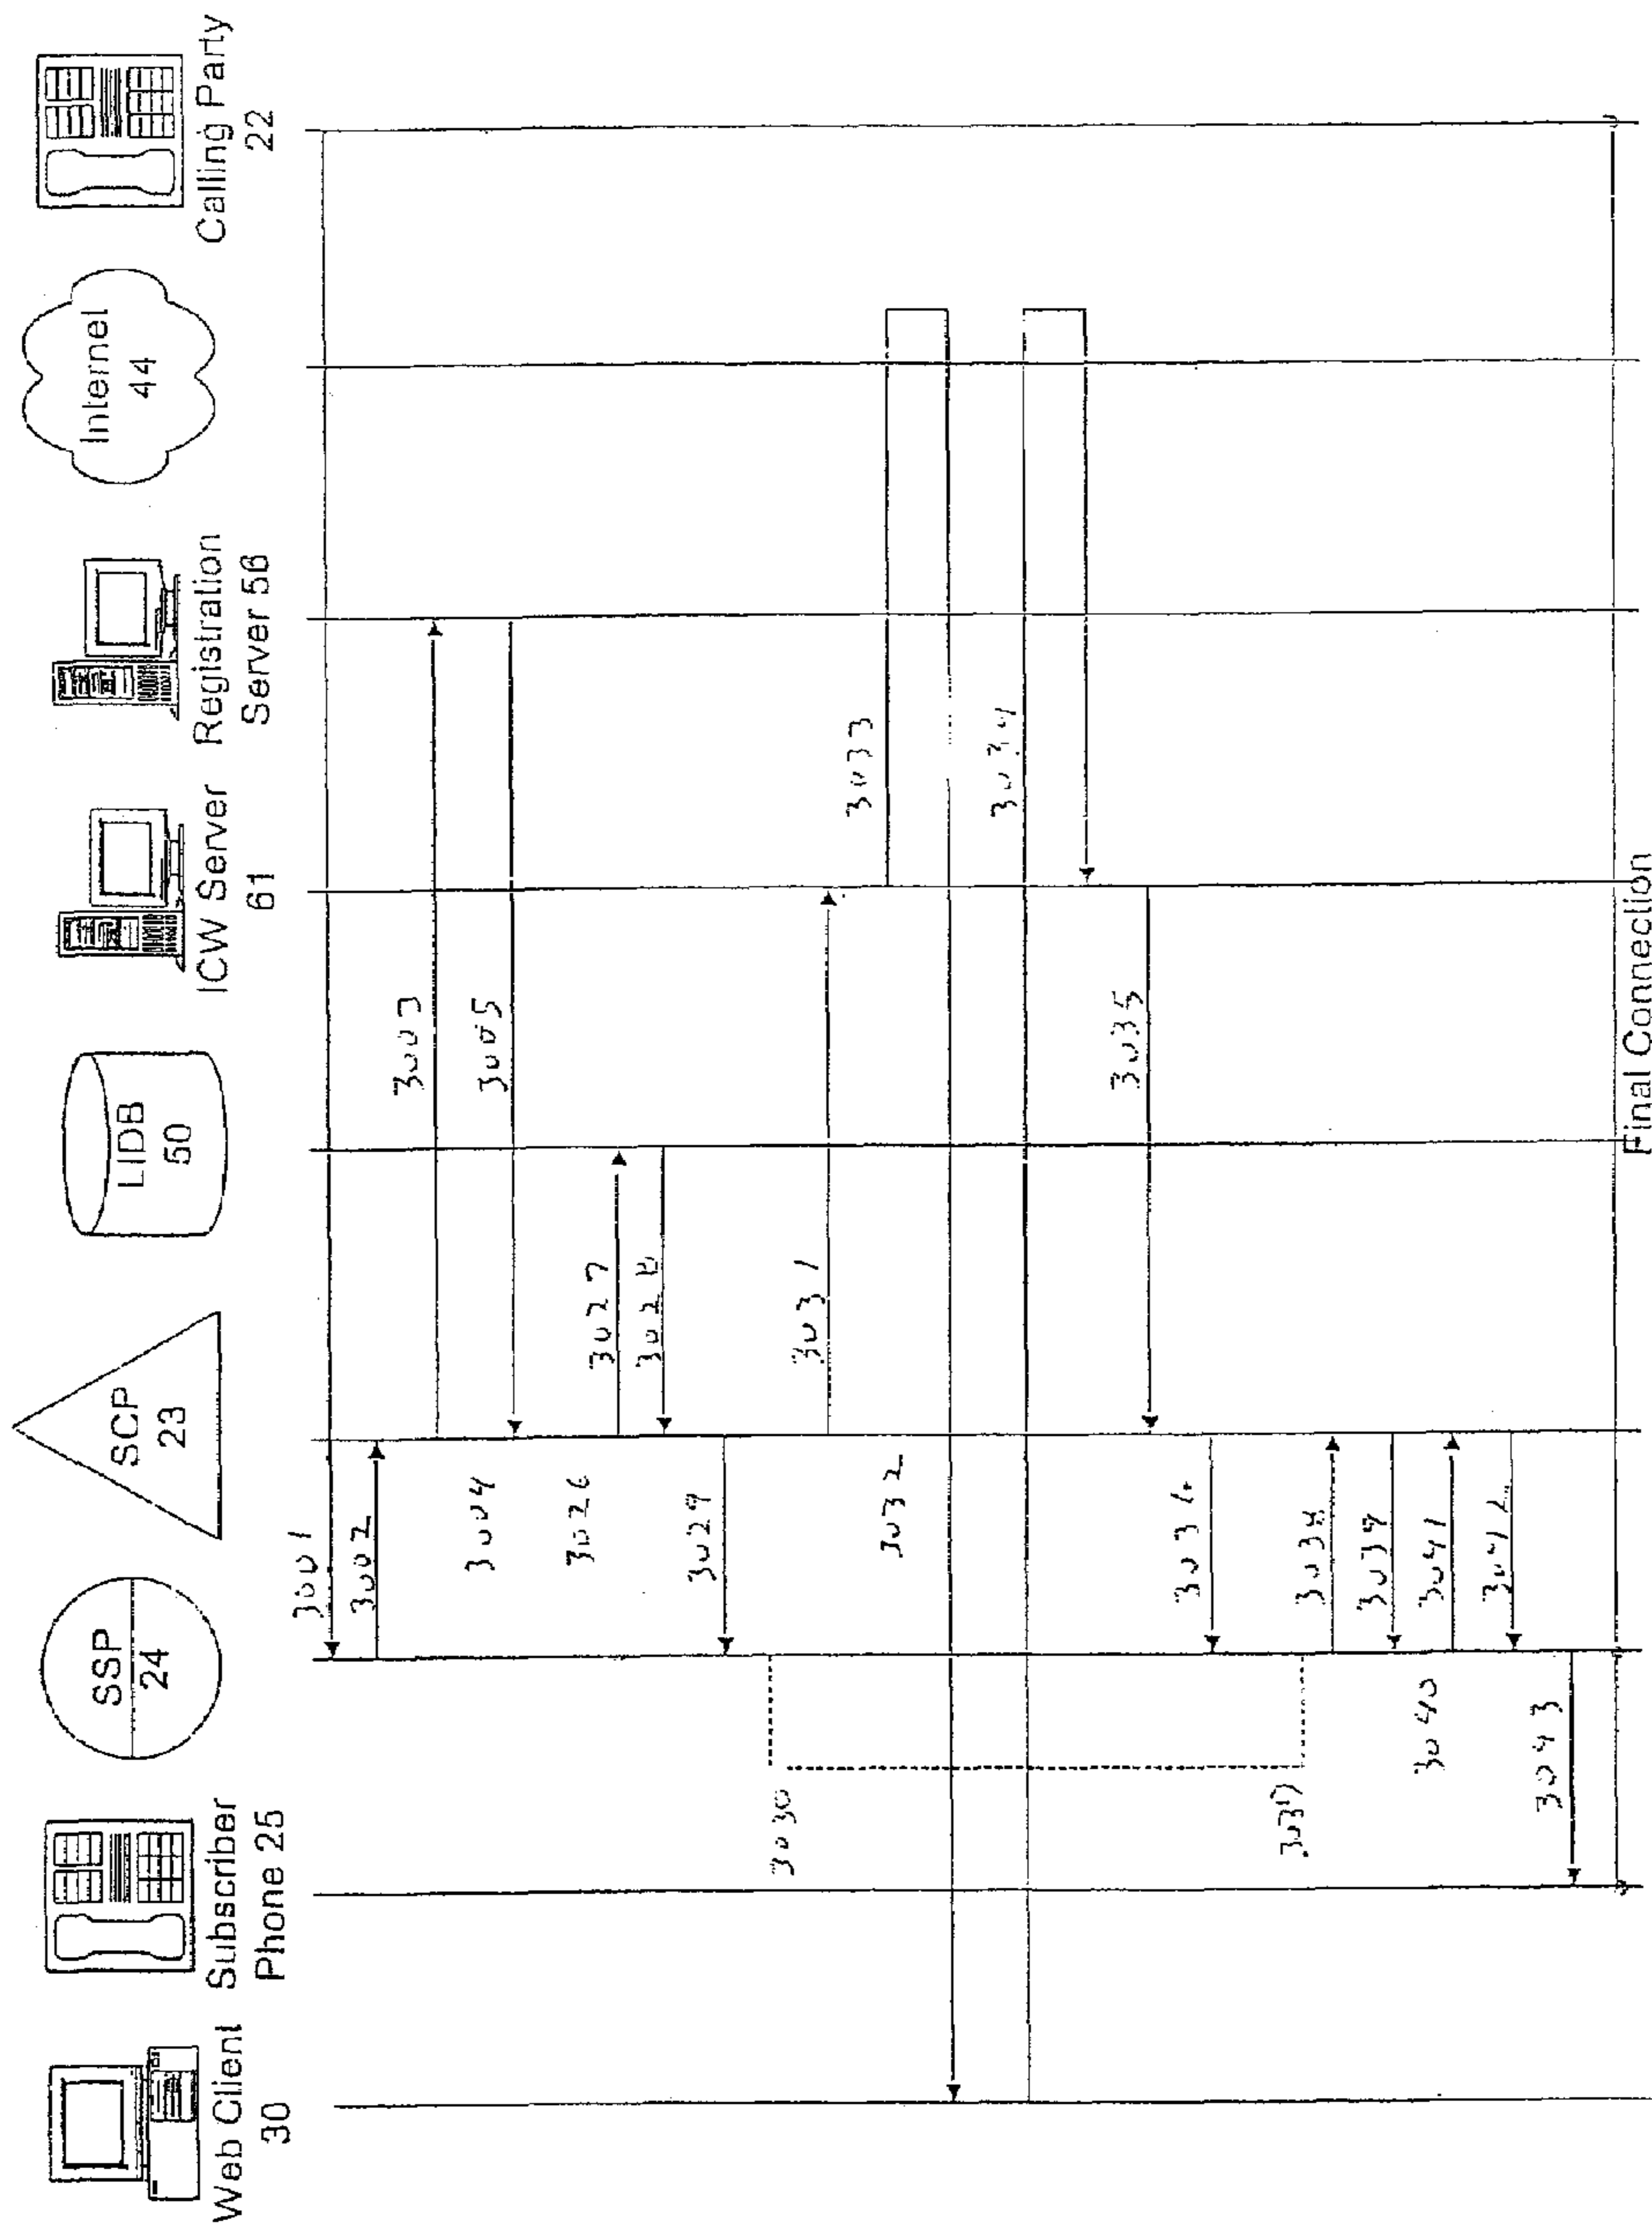 Web Client
30
Subscriber
Phone 25
SSP
24
SCP
23
LIDB
50
ICW Server
61
Registration
Server 56
Internet
44
Calling Party
22
3001
3002
3003
3004
3005
3026
3027
3028
3029
3030
3031
3032
3033
3034
3035
3036
3037
3038
3039
3040
3041
3042
3043
Final Connection